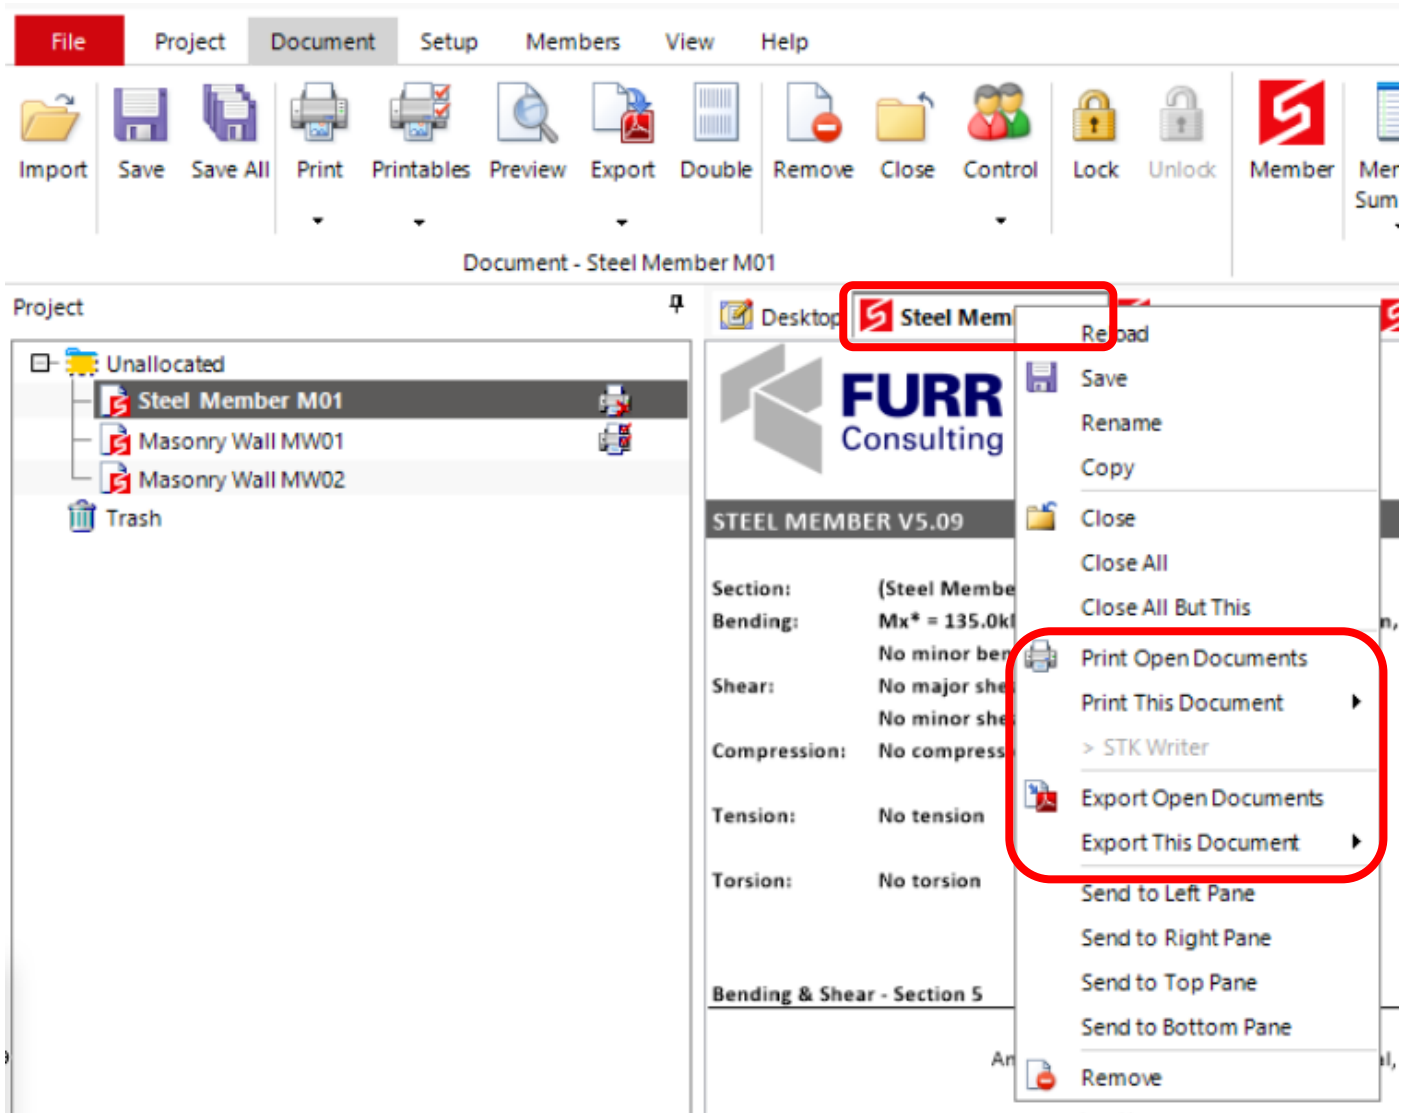 File Project Document Setup Members View Help
Import Save Save All Print Printables Preview Export Double Remove Close Control Lock Unlock Member
Document - Steel Member M01
Project
Unallocated
Steel Member M01
Masonry Wall MW01
Masonry Wall MW02
Trash
Desktop Steel Mem
FURR
Consulting
STEEL MEMBER V5.09
Section: (Steel Membe
Bending: Mx* = 135.0k
No minor ben
Shear: No major she
No minor she
Compression: No compress
Tension: No tension
Torsion: No torsion
Bending & Shear - Section 5
An
Reload
Save
Rename
Copy
Close
Close All
Close All But This
Print Open Documents
Print This Document
> STK Writer
Export Open Documents
Export This Document
Send to Left Pane
Send to Right Pane
Send to Top Pane
Send to Bottom Pane
Remove